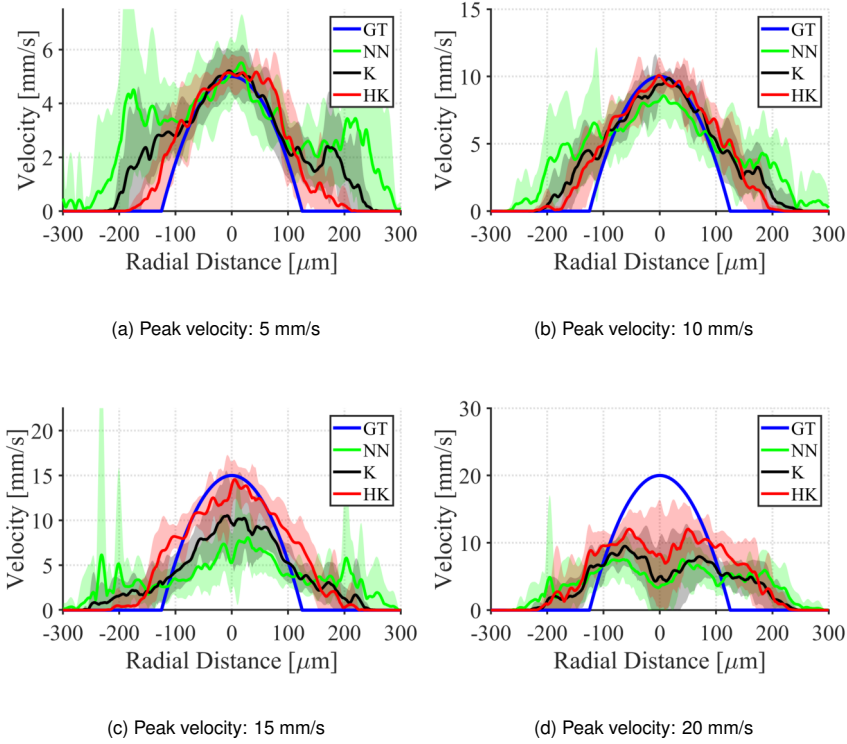 Velocity [mm/s]
6
4
2
0
GT
NN
K
HK
-300 -200 -100 0 100 200 300
Radial Distance [μm]
(a) Peak velocity: 5 mm/s
Velocity [mm/s]
15
10
5
0
GT
NN
K
HK
-300 -200 -100 0 100 200 300
Radial Distance [μm]
(b) Peak velocity: 10 mm/s
Velocity [mm/s]
20
15
10
5
0
GT
NN
K
HK
-300 -200 -100 0 100 200 300
Radial Distance [μm]
(c) Peak velocity: 15 mm/s
Velocity [mm/s]
30
20
10
0
GT
NN
K
HK
-300 -200 -100 0 100 200 300
Radial Distance [μm]
(d) Peak velocity: 20 mm/s